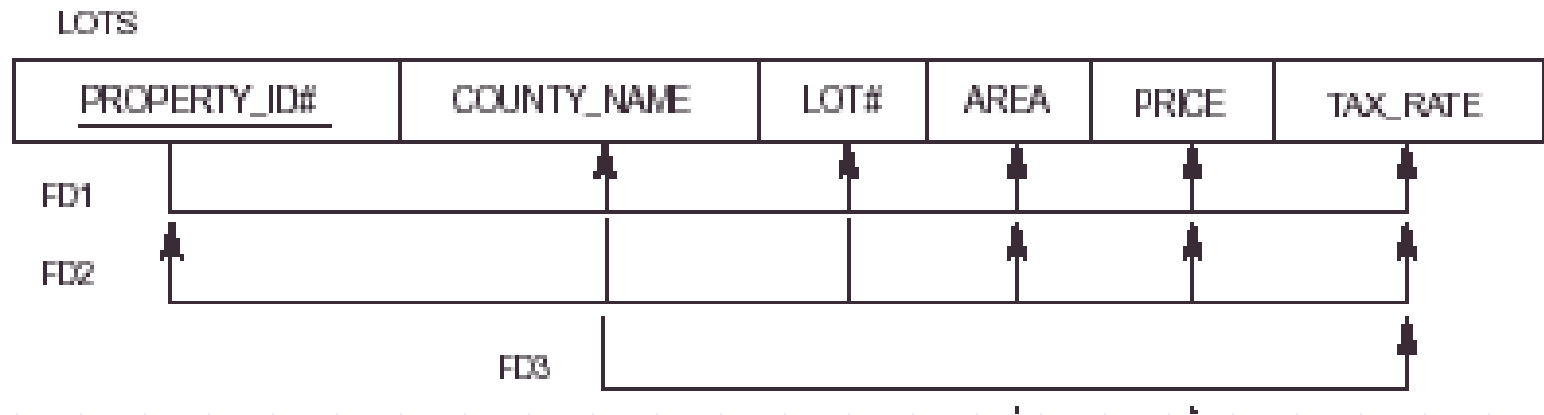 LOTS
PROPERTY_ID# COUNTY_NAME LOT# AREA PRICE TAX_RATE
FD1
FD2
FD3